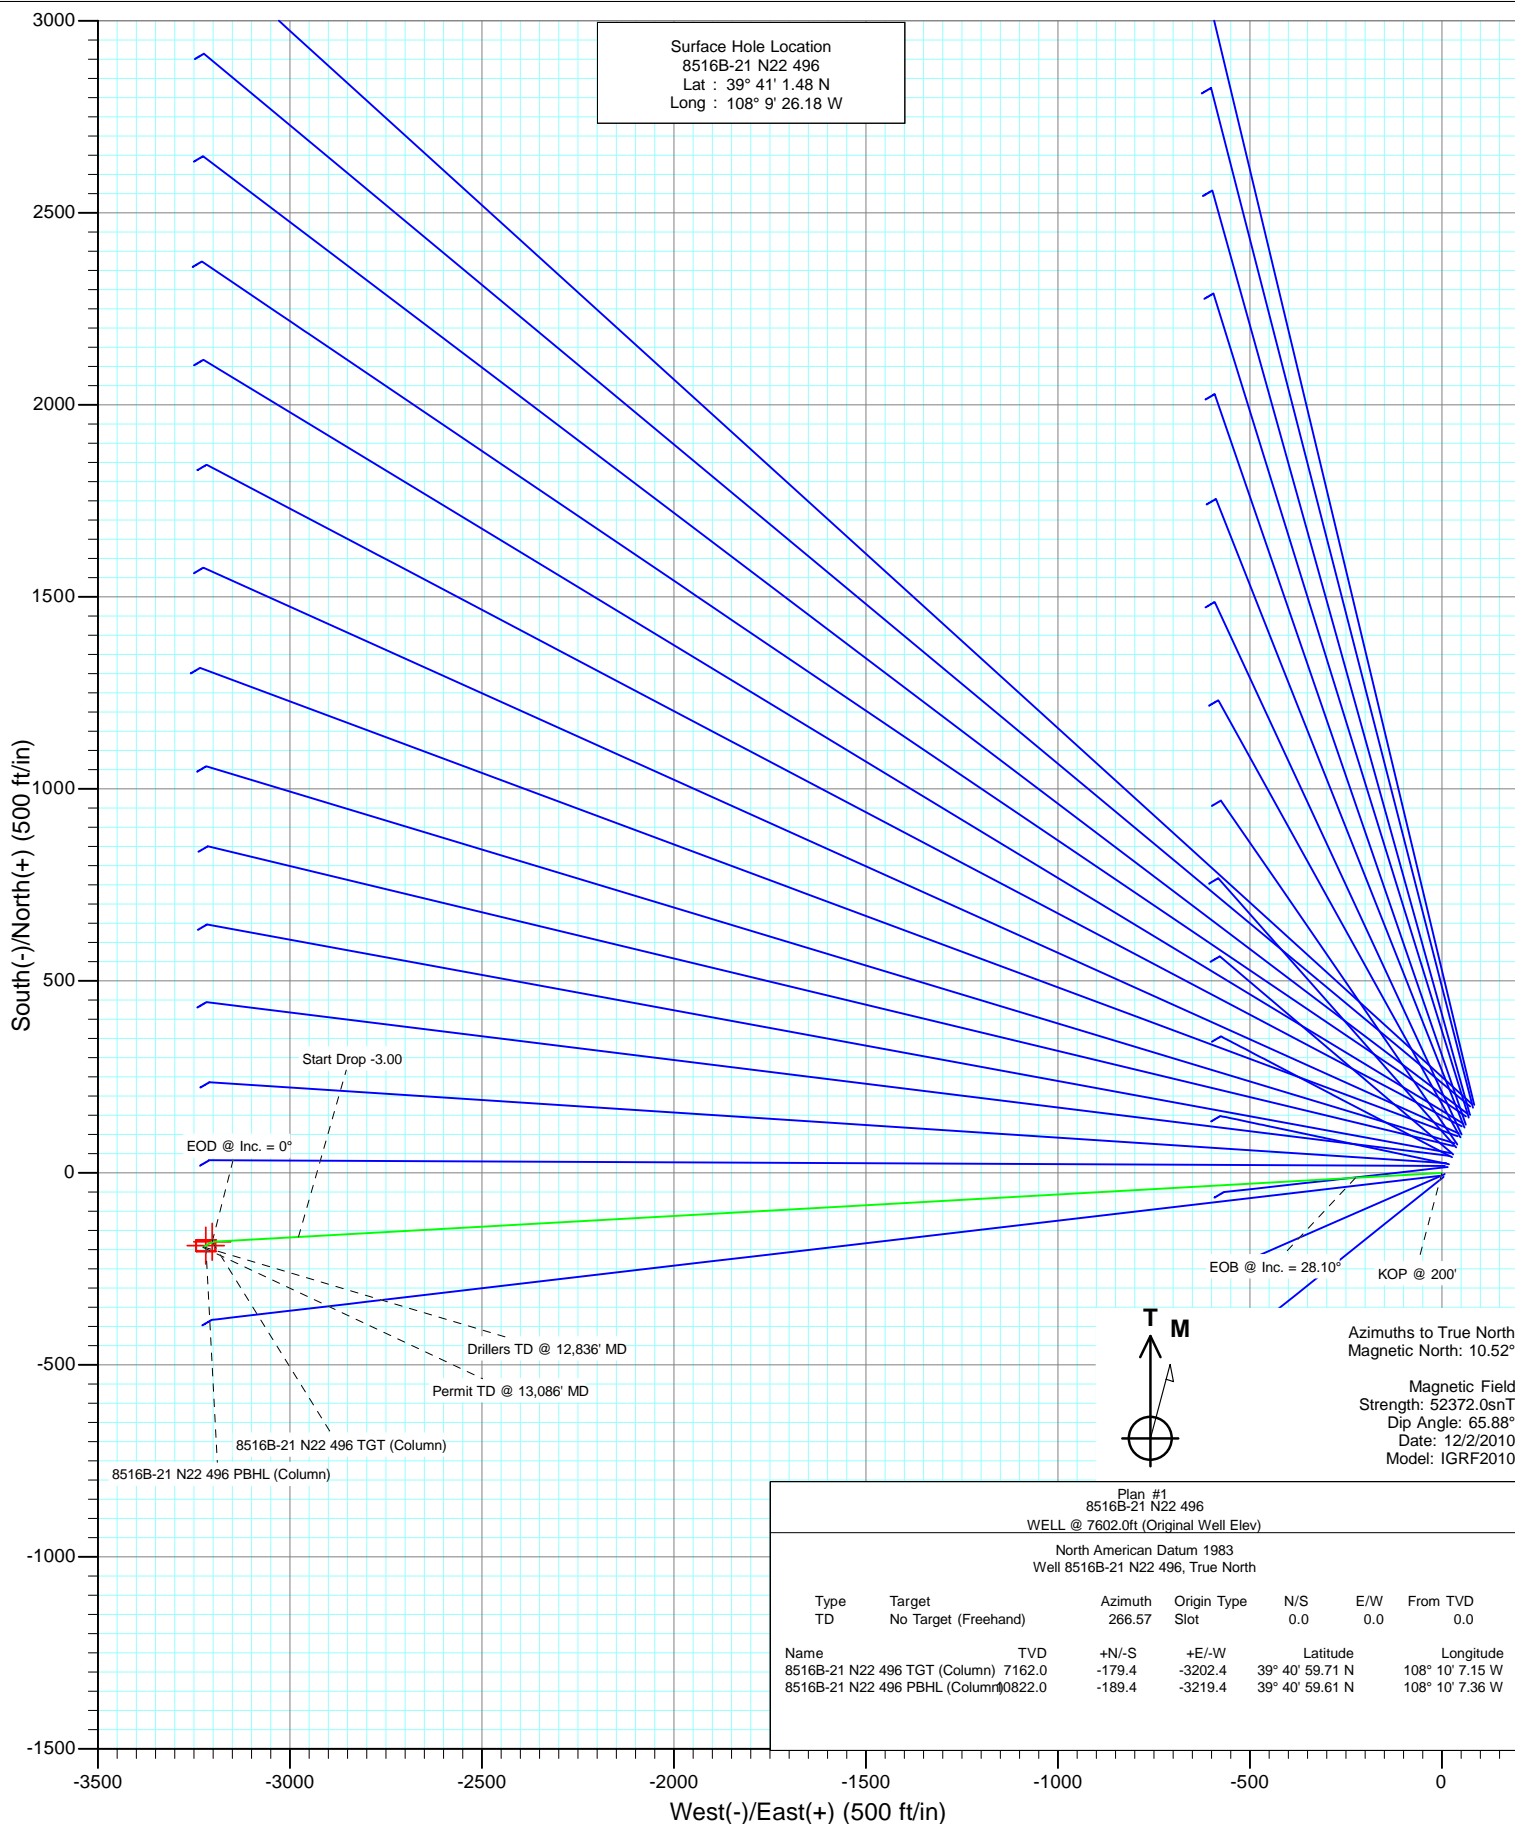 Surface Hole Location
8516B-21 N22 496
Lat : 39° 41' 1.48 N
Long : 108° 9' 26.18 W
3000
2500
2000
1500
1000
500
0
-500
-1000
-1500
South(-)/North(+) (500 ft/in)
Start Drop -3.00
EOD @ Inc. = 0°
EOB @ Inc. = 28.10°
KOP @ 200'
Drillers TD @ 12,836' MD
Permit TD @ 13,086' MD
8516B-21 N22 496 TGT (Column)
8516B-21 N22 496 PBHL (Column)
T M
Azimuths to True North
Magnetic North: 10.52°
Magnetic Field
Strength: 52372.0snT
Dip Angle: 65.88°
Date: 12/2/2010
Model: IGRF2010
Plan #1
8516B-21 N22 496
WELL @ 7602.0ft (Original Well Elev)
North American Datum 1983
Well 8516B-21 N22 496, True North
Type Target Azimuth Origin Type N/S E/W From TVD
TD No Target (Freehand) 266.57 Slot 0.0 0.0 0.0
Name TVD +N/-S +E/-W Latitude Longitude
8516B-21 N22 496 TGT (Column) 7162.0 -179.4 -3202.4 39° 40' 59.71 N 108° 10' 7.15 W
8516B-21 N22 496 PBHL (Column) 10822.0 -189.4 -3219.4 39° 40' 59.61 N 108° 10' 7.36 W
-3500 -3000 -2500 -2000 -1500 -1000 -500 0
West(-)/East(+) (500 ft/in)